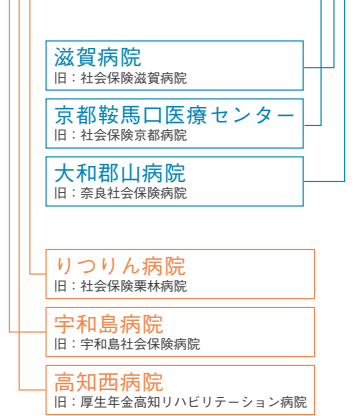 滋賀病院
旧：社会保険滋賀病院
京都鞍馬口医療センター
旧：社会保険京都病院
大和郡山病院
旧：奈良社会保険病院
りつりん病院
旧：社会保険栗林病院
宇和島病院
旧：宇和島社会保険病院
高知西病院
旧：厚生年金高知リハビリテーション病院